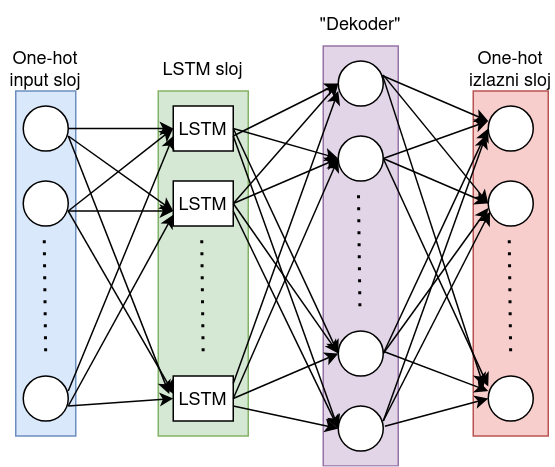 "Dekoder"
One-hot
input sloj
LSTM sloj
One-hot
izlazni sloj
LSTM
LSTM
LSTM